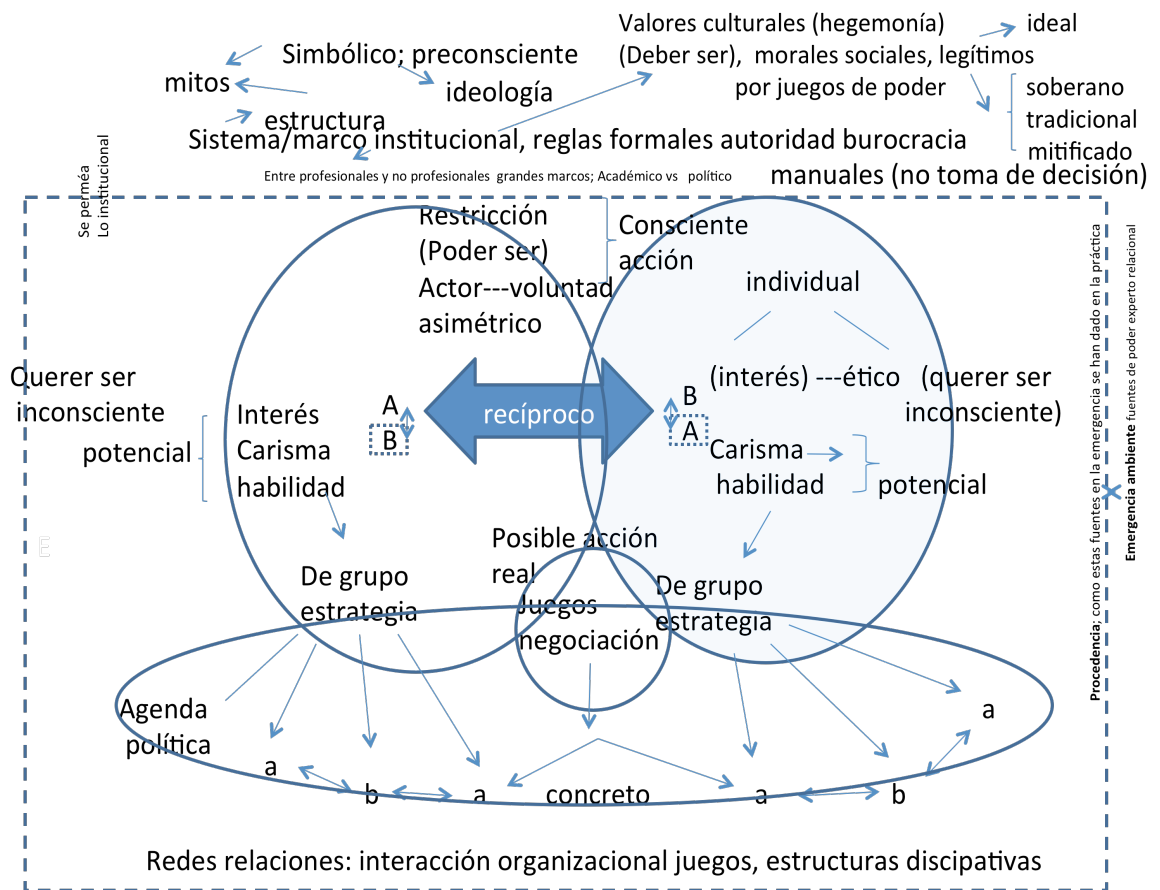 Valores culturales (hegemonía)
ideal
(Deber ser), morales sociales, legítimos
por juegos de poder
soberano
tradicional
mitificado
Simbólico; preconsciente
mitos
ideología
estructura
Sistema/marco institucional, reglas formales autoridad burocracia
Entre profesionales y no profesionales grandes marcos; Académico vs político
manuales (no toma de decisión)
Se perméa
Lo institucional
Restricción
(Poder ser)
Actor---voluntad
asimétrico
Consciente
acción
individual
(interés) ---ético
(querer ser
inconsciente)
Querer ser
inconsciente
potencial
Interés
Carisma
habilidad
A
B
recíproco
B
A
Carisma
habilidad
potencial
Posible acción
real
Juegos
negociación
De grupo
estrategia
De grupo
estrategia
Agenda
política
a
b
a
concreto
a
b
a
Redes relaciones: interacción organizacional juegos, estructuras discipativas
Procedencia; como estas fuentes en la emergencia se han dado en la práctica
Emergencia ambiente fuentes de poder experto relacional
F